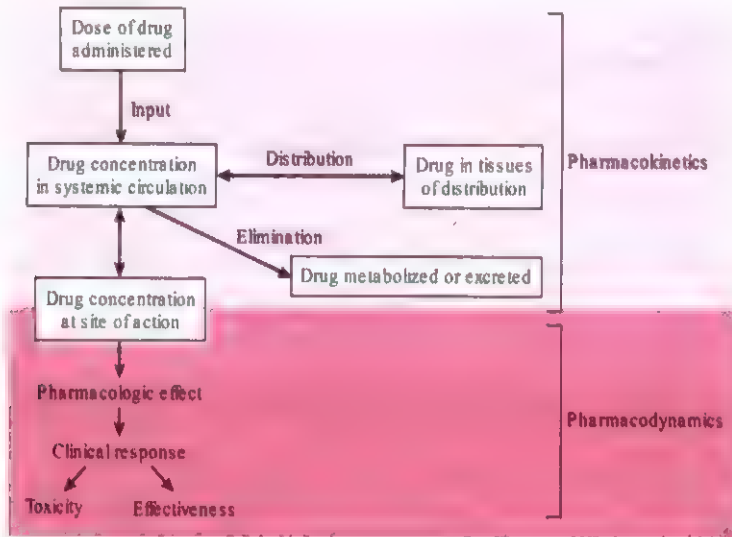 Dose of drug
administered
Input
Drug concentration
in systemic circulation
Distribution
Drug in tissues
of distribution
Pharmacokinetics
Elimination
Drug metabolized or excreted
Drug concentration
at site of action
Pharmacologic effect
Pharmacodynamics
Clinical response
Toxicity
Effectiveness